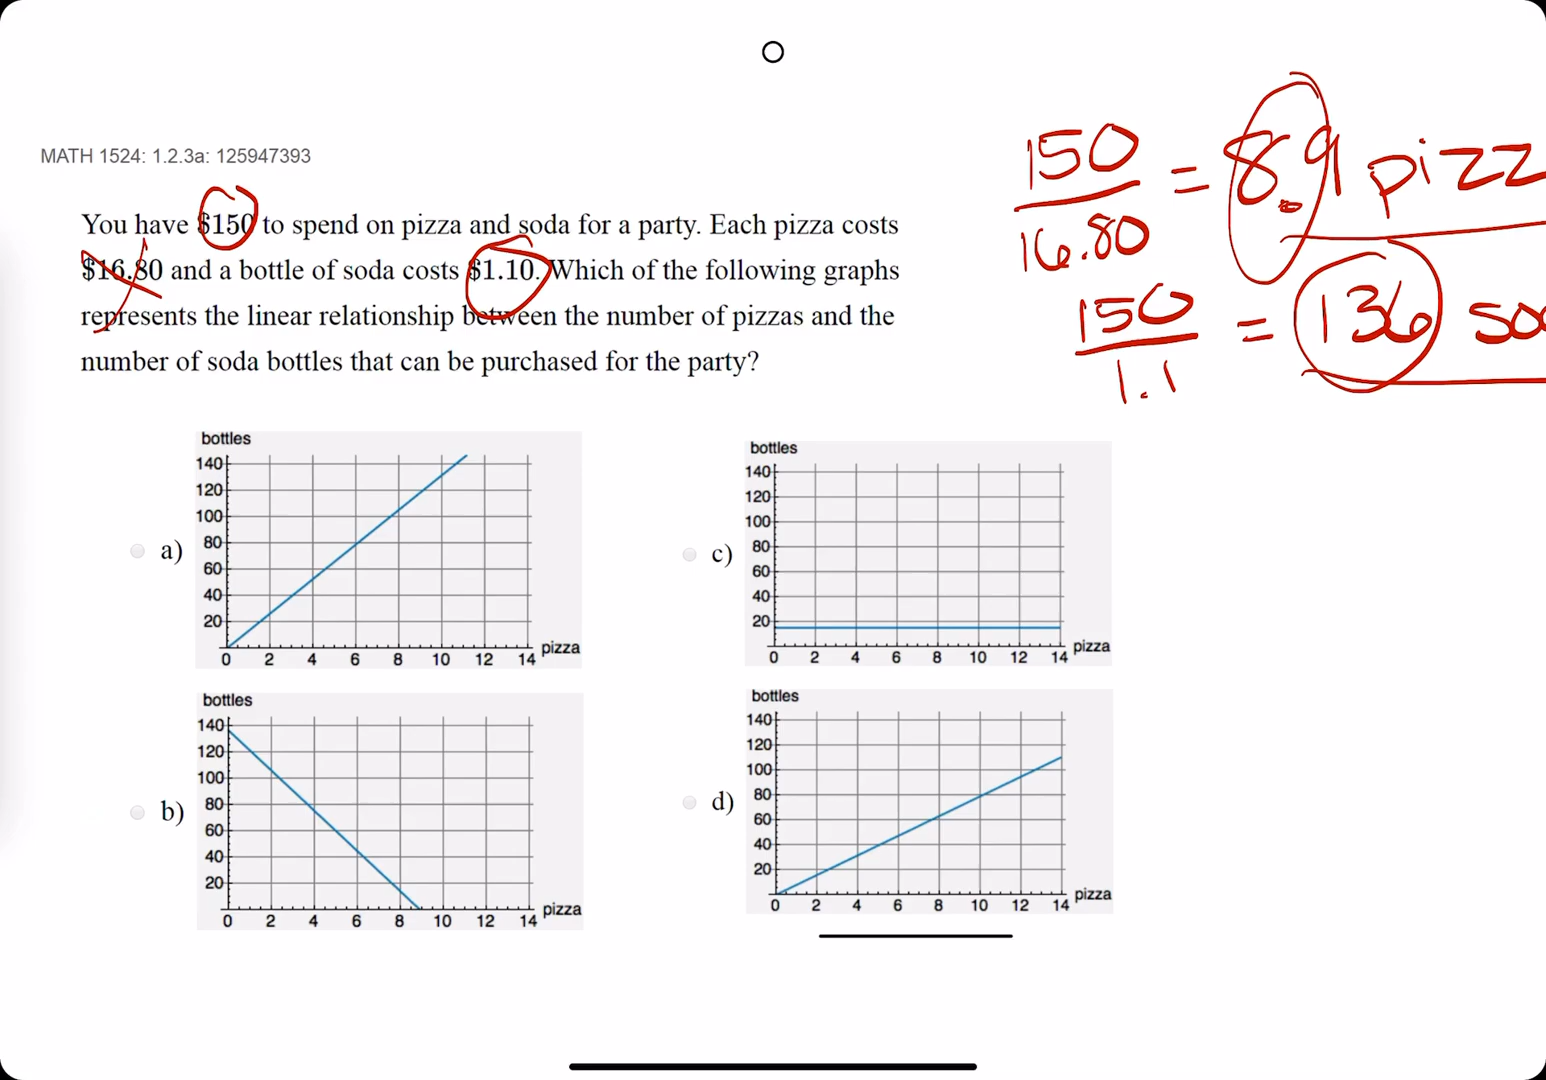 MATH 1524: 1.2.3a: 125947393
You have $150 to spend on pizza and soda for a party. Each pizza costs
$16.80 and a bottle of soda costs $1.10. Which of the following graphs
represents the linear relationship between the number of pizzas and the
number of soda bottles that can be purchased for the party?
150
= 8.9 pizz
16.80
150
= 136 so
1.1
a)
bottles
140
120
100
80
60
40
20
0 2 4 6 8 10 12 14 pizza
c)
bottles
140
120
100
80
60
40
20
0 2 4 6 8 10 12 14 pizza
b)
bottles
140
120
100
80
60
40
20
0 2 4 6 8 10 12 14 pizza
d)
bottles
140
120
100
80
60
40
20
0 2 4 6 8 10 12 14 pizza